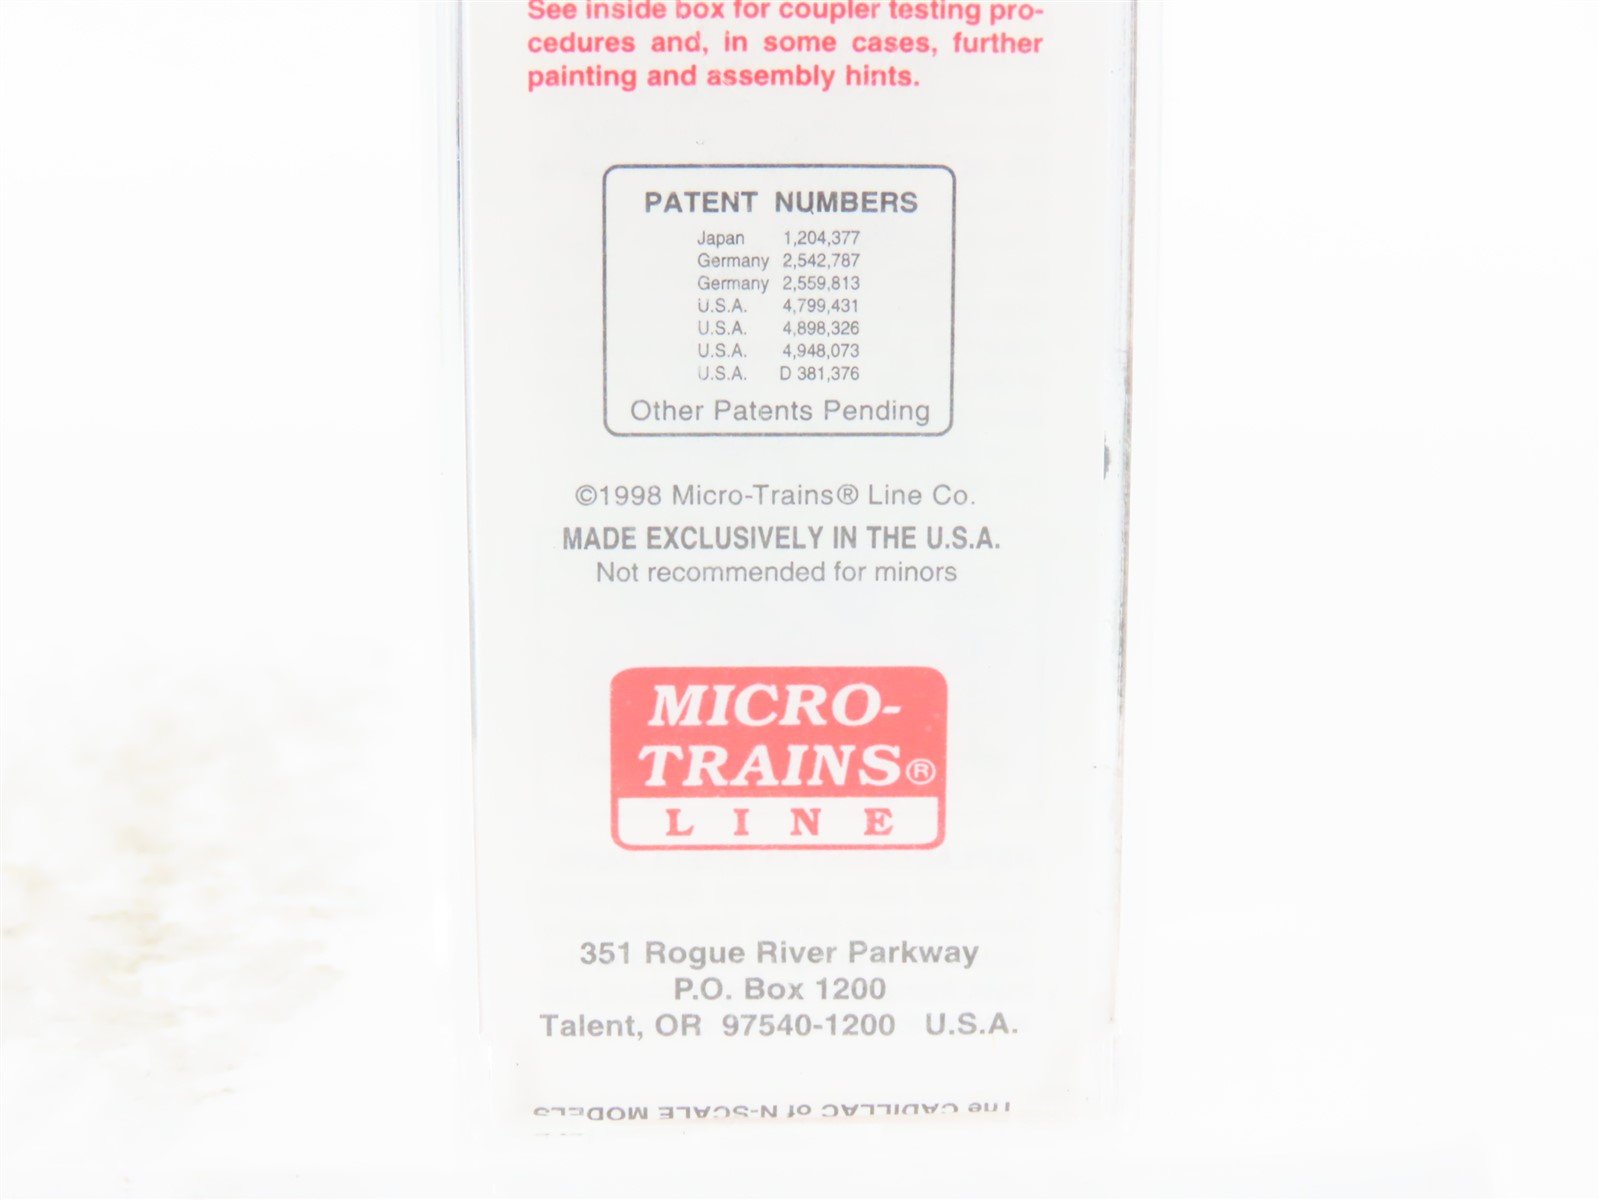 See inside box for coupler testing pro-
cedures and, in some cases, further
painting and assembly hints.
PATENT NUMBERS
Japan 1,204,377
Germany 2,542,787
Germany 2,559,813
U.S.A. 4,799,431
U.S.A. 4,898,326
U.S.A. 4,948,073
U.S.A. D 381,376
Other Patents Pending
©1998 Micro-Trains® Line Co.
MADE EXCLUSIVELY IN THE U.S.A.
Not recommended for minors
MICRO-
TRAINS®
LINE
351 Rogue River Parkway
P.O. Box 1200
Talent, OR 97540-1200 U.S.A.
The CADILLAC of N-SCALE MODELS